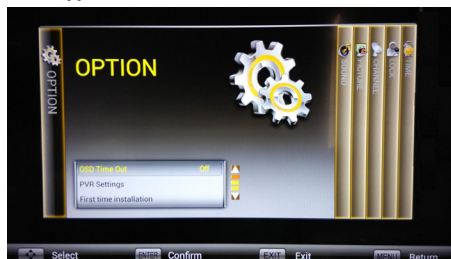 OPTION
OPTION
SOUND
PICTURE
CHANNEL
LOCK
TIME
OSD Time Out Off
PVR Settings
First time installation
Select ENTER Confirm EXIT Exit MENU Return